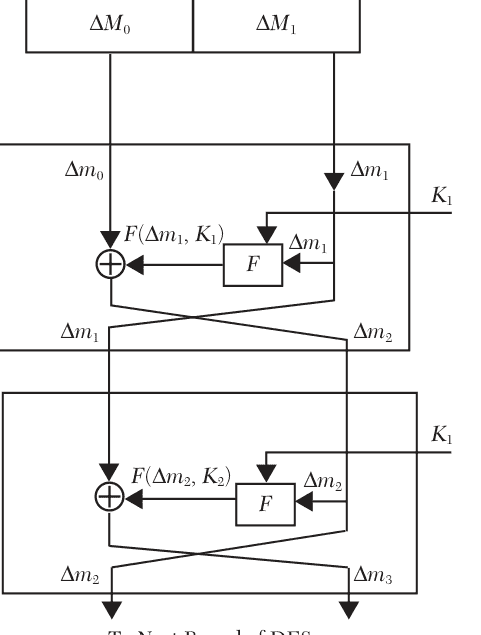 ΔM₀ ΔM₁
Δm₀ Δm₁
K₁
F(Δm₁, K₁) Δm₁
F
Δm₁ Δm₂
K₁
F(Δm₂, K₂) Δm₂
F
Δm₂ Δm₃